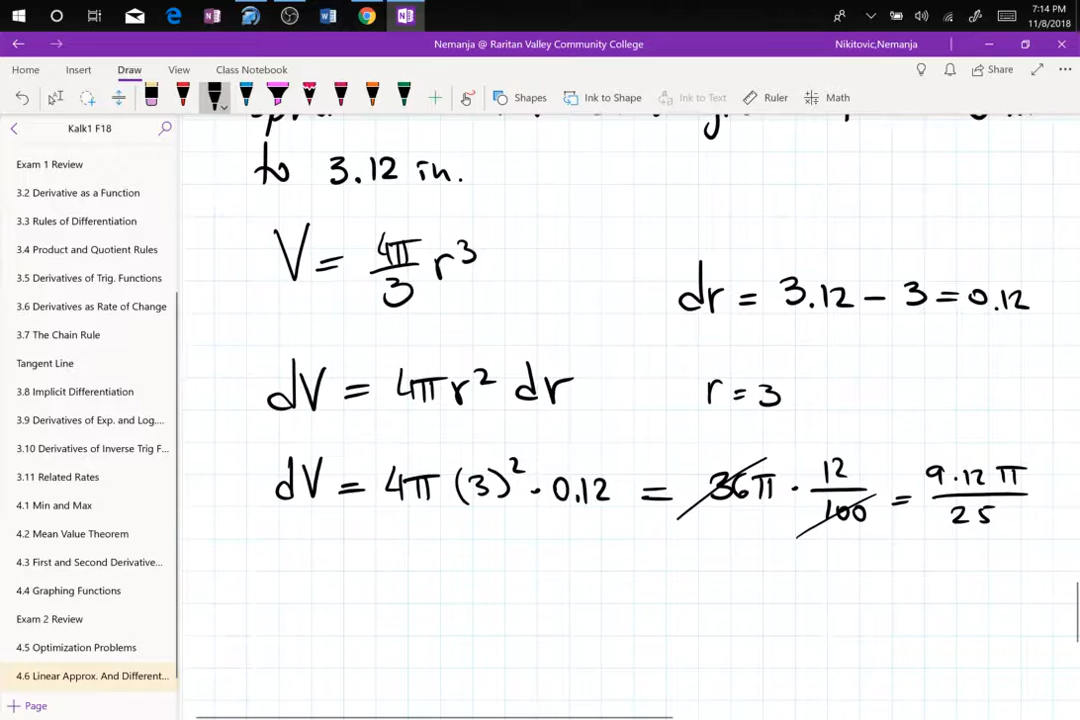 7:14 PM
11/8/2018
Nemanja @ Raritan Valley Community College
Nikitovic,Nemanja
Home Insert Draw View Class Notebook
Share
Shapes Ink to Shape Ink to Text Ruler Math
Kalk1 F18
Exam 1 Review
3.2 Derivative as a Function
3.3 Rules of Differentiation
3.4 Product and Quotient Rules
3.5 Derivatives of Trig. Functions
3.6 Derivatives as Rate of Change
3.7 The Chain Rule
Tangent Line
3.8 Implicit Differentiation
3.9 Derivatives of Exp. and Log....
3.10 Derivatives of Inverse Trig F...
3.11 Related Rates
4.1 Min and Max
4.2 Mean Value Theorem
4.3 First and Second Derivative...
4.4 Graphing Functions
Exam 2 Review
4.5 Optimization Problems
4.6 Linear Approx. And Different...
+ Page
to 3.12 in.
V = 4π/3 r³
dr = 3.12 - 3 = 0.12
dV = 4πr² dr
r = 3
dV = 4π (3)² · 0.12 = 36π · 12/100 = 9·12 π/25